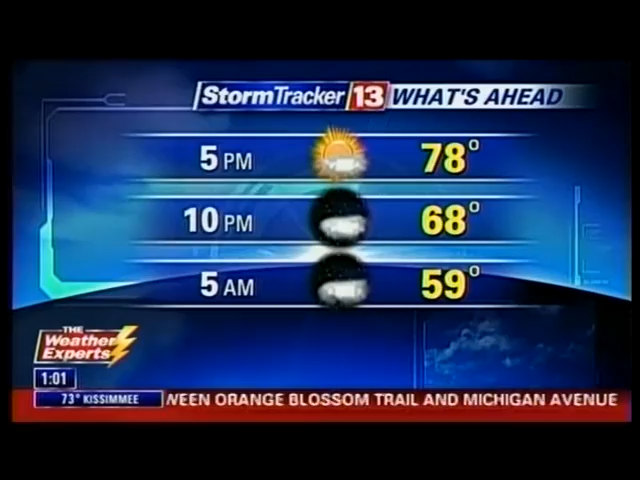 StormTracker 13 WHAT'S AHEAD
5 PM 78°
10 PM 68°
5 AM 59°
THE
Weather
Experts
1:01
73° KISSIMMEE
WEEN ORANGE BLOSSOM TRAIL AND MICHIGAN AVENUE